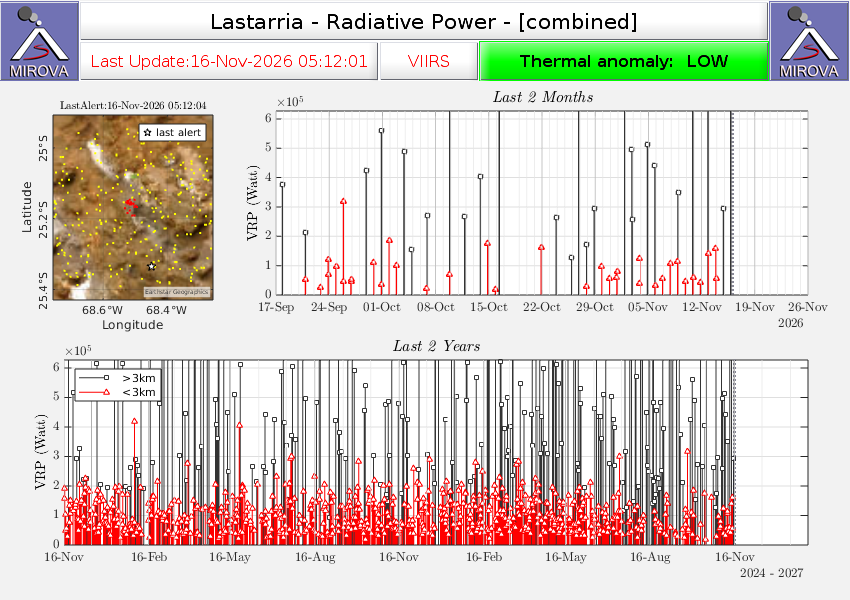 Lastarria - Radiative Power - [combined]
MIROVA
Last Update:16-Nov-2026 05:12:01
VIIRS
Thermal anomaly: LOW
MIROVA
LastAlert:16-Nov-2026 05:12:04
last alert
Latitude
25°S
25.2°S
25.4°S
Earthstar Geographics
68.6°W 68.4°W
Longitude
Last 2 Months
×10⁵
VRP (Watt)
6
5
4
3
2
1
0
17-Sep 24-Sep 01-Oct 08-Oct 15-Oct 22-Oct 29-Oct 05-Nov 12-Nov 19-Nov 26-Nov
2026
Last 2 Years
×10⁵
>3km
<3km
VRP (Watt)
6
5
4
3
2
1
0
16-Nov 16-Feb 16-May 16-Aug 16-Nov 16-Feb 16-May 16-Aug 16-Nov
2024 - 2027